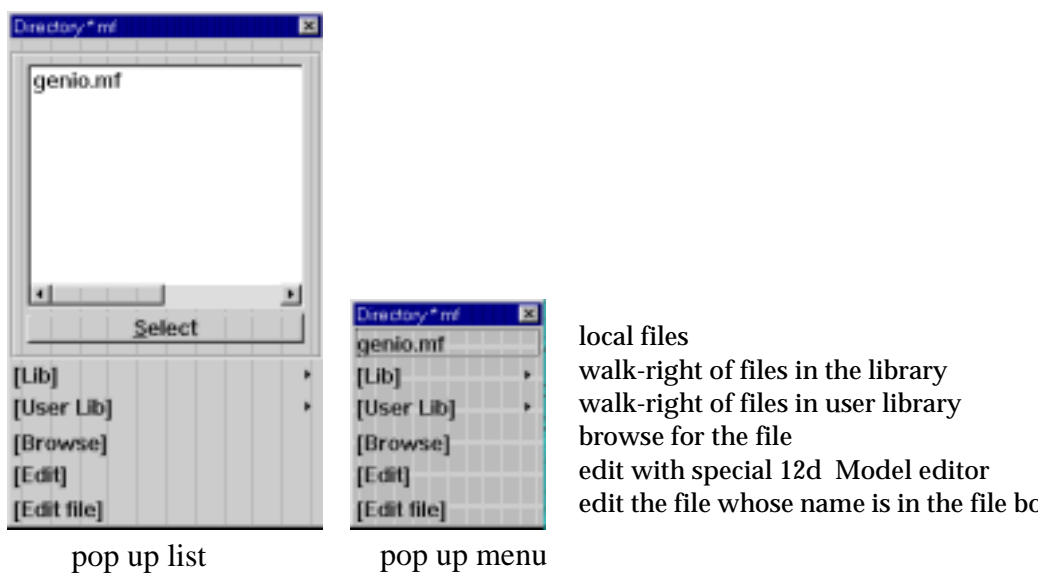 Directory *.mf
genio.mf
Select
[Lib]
[User Lib]
[Browse]
[Edit]
[Edit file]
pop up list
Directory *.mf
genio.mf
[Lib]
[User Lib]
[Browse]
[Edit]
[Edit file]
pop up menu
local files
walk-right of files in the library
walk-right of files in user library
browse for the file
edit with special 12d Model editor
edit the file whose name is in the file bo